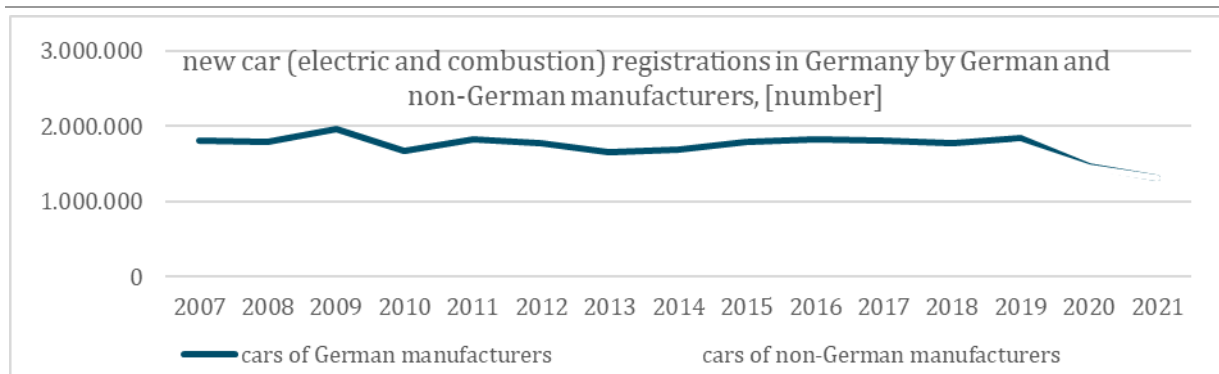 3.000.000
new car (electric and combustion) registrations in Germany by German and
non-German manufacturers, [number]
2.000.000
1.000.000
0
2007 2008 2009 2010 2011 2012 2013 2014 2015 2016 2017 2018 2019 2020 2021
cars of German manufacturers cars of non-German manufacturers